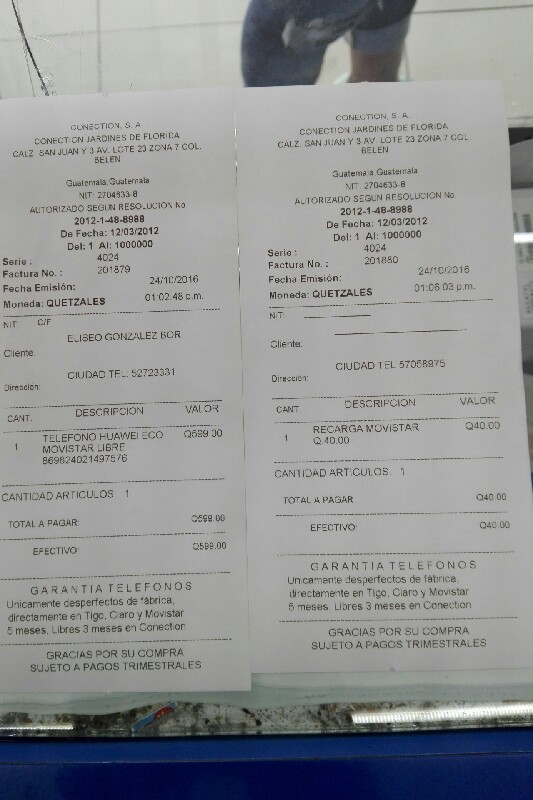 CONECTION, S. A.
CONECTION JARDINES DE FLORIDA
CALZ. SAN JUAN Y 3 AV. LOTE 23 ZONA 7 COL.
BELEN
Guatemala,Guatemala
NIT: 2704633-8
AUTORIZADO SEGUN RESOLUCION No
2012-1-48-8988
De Fecha: 12/03/2012
Del: 1 Al: 1000000
Serie : 4024
Factura No. : 201879
Fecha Emisión: 24/10/2016
Moneda: QUETZALES 01:02:48 p.m.
NIT: C/F
ELISEO GONZALEZ BOR
Cliente:
CIUDAD TEL. 52723331
Dirección:
CANT. DESCRIPCION VALOR
1 TELEFONO HUAWEI ECO Q599.00
MOVISTAR LIBRE
869824021497576
CANTIDAD ARTICULOS 1
TOTAL A PAGAR: Q599.00
EFECTIVO: Q599.00
GARANTIA TELEFONOS
Unicamente desperfectos de fábrica,
directamente en Tigo, Claro y Movistar
5 meses, Libres 3 meses en Conection
GRACIAS POR SU COMPRA
SUJETO A PAGOS TRIMESTRALES
CONECTION, S. A.
CONECTION JARDINES DE FLORIDA
CALZ. SAN JUAN Y 3 AV. LOTE 23 ZONA 7 COL.
BELEN
Guatemala,Guatemala
NIT: 2704633-8
AUTORIZADO SEGUN RESOLUCION No
2012-1-48-8988
De Fecha: 12/03/2012
Del: 1 Al: 1000000
Serie : 4024
Factura No. : 201880
Fecha Emisión: 24/10/2016
Moneda: QUETZALES 01:06:03 p.m.
NIT:
Cliente:
CIUDAD TEL 57058975
Dirección:
CANT. DESCRIPCION VALOR
1 RECARGA MOVISTAR Q40.00
Q.40.00
CANTIDAD ARTICULOS 1
TOTAL A PAGAR Q40.00
EFECTIVO: Q40.00
GARANTIA TELEFONOS
Unicamente desperfectos de fábrica,
directamente en Tigo, Claro y Movistar
5 meses, Libres 3 meses en Conection
GRACIAS POR SU COMPRA
SUJETO A PAGOS TRIMESTRALES